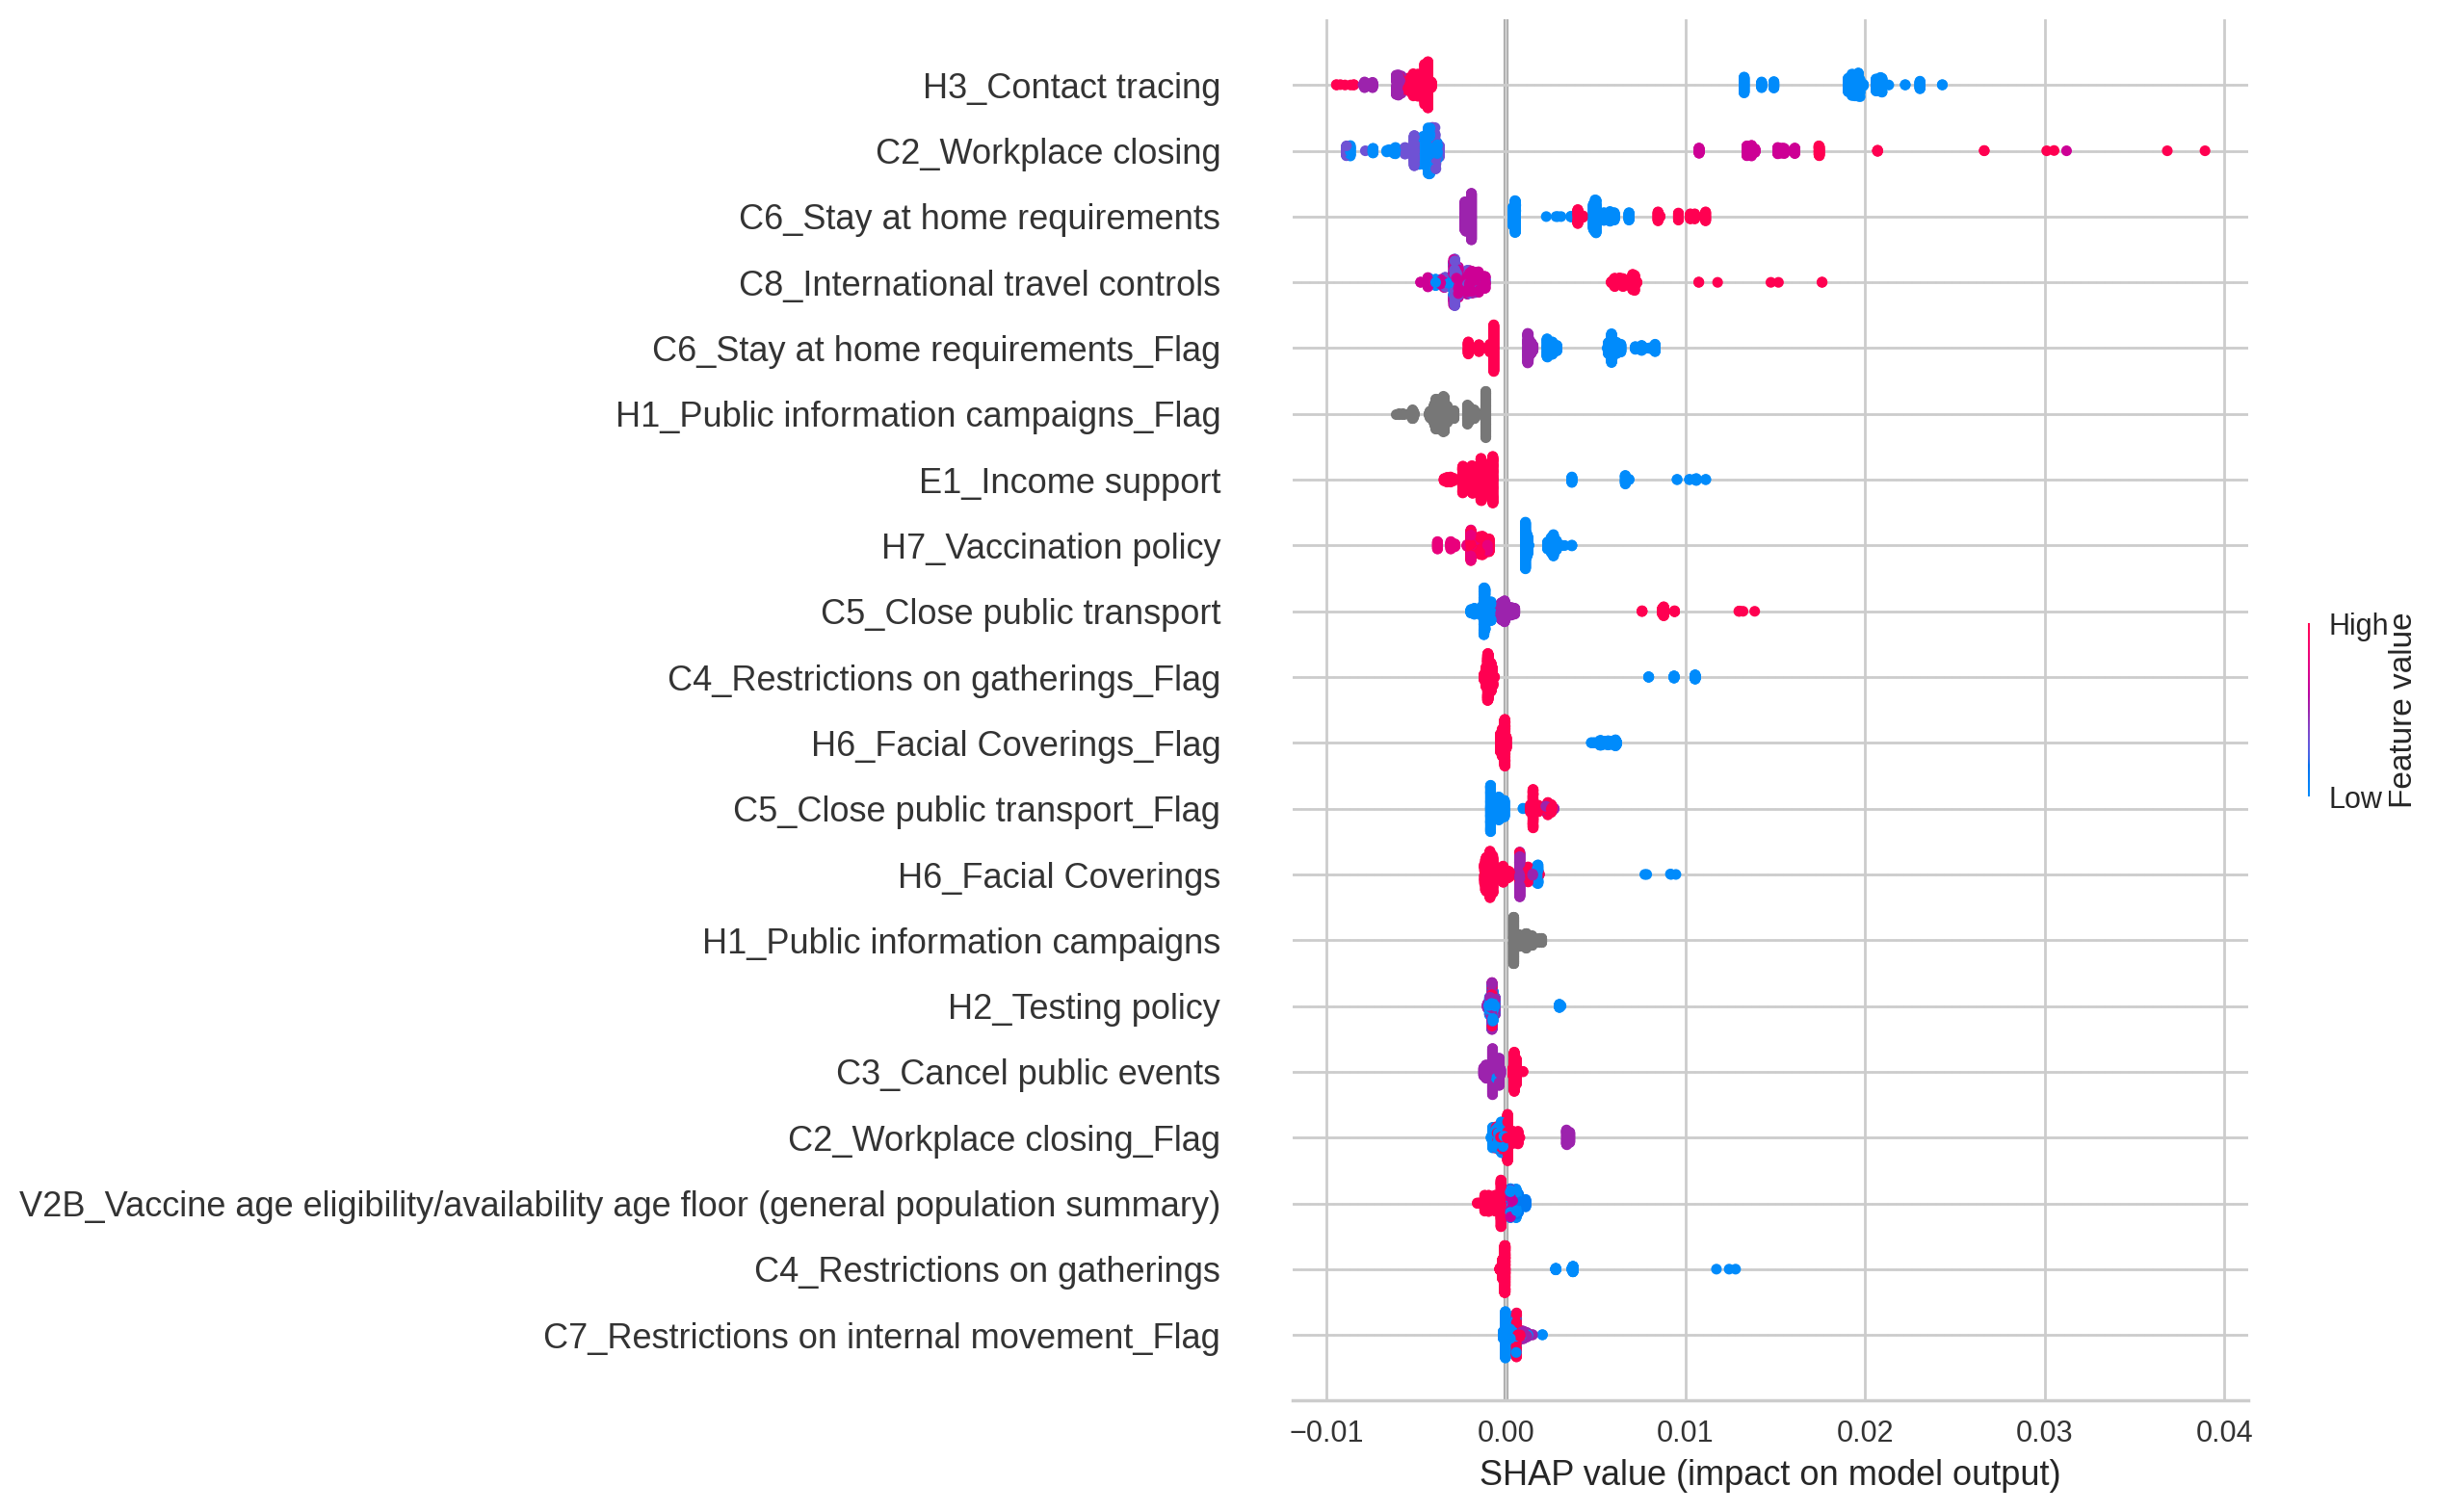 H3_Contact tracing
C2_Workplace closing
C6_Stay at home requirements
C8_International travel controls
C6_Stay at home requirements_Flag
H1_Public information campaigns_Flag
E1_Income support
H7_Vaccination policy
C5_Close public transport
C4_Restrictions on gatherings_Flag
H6_Facial Coverings_Flag
C5_Close public transport_Flag
H6_Facial Coverings
H1_Public information campaigns
H2_Testing policy
C3_Cancel public events
C2_Workplace closing_Flag
V2B_Vaccine age eligibility/availability age floor (general population summary)
C4_Restrictions on gatherings
C7_Restrictions on internal movement_Flag
−0.01 0.00 0.01 0.02 0.03 0.04
SHAP value (impact on model output)
High
Low
Feature value